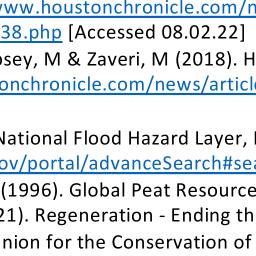 www.houstonchronicle.com/n
38.php [Accessed 08.02.22]
osey, M & Zaveri, M (2018). H
onchronicle.com/news/article
National Flood Hazard Layer,
ov/portal/advanceSearch#sea
(1996). Global Peat Resource
21). Regeneration - Ending th
nion for the Conservation of